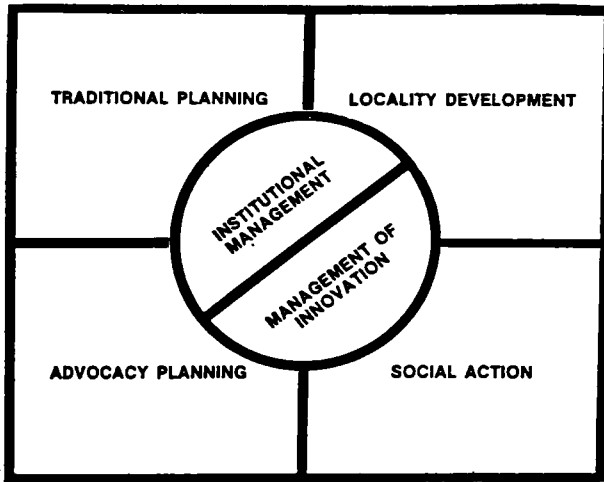 TRADITIONAL PLANNING
LOCALITY DEVELOPMENT
INSTITUTIONAL
MANAGEMENT
MANAGEMENT OF
INNOVATION
ADVOCACY PLANNING
SOCIAL ACTION